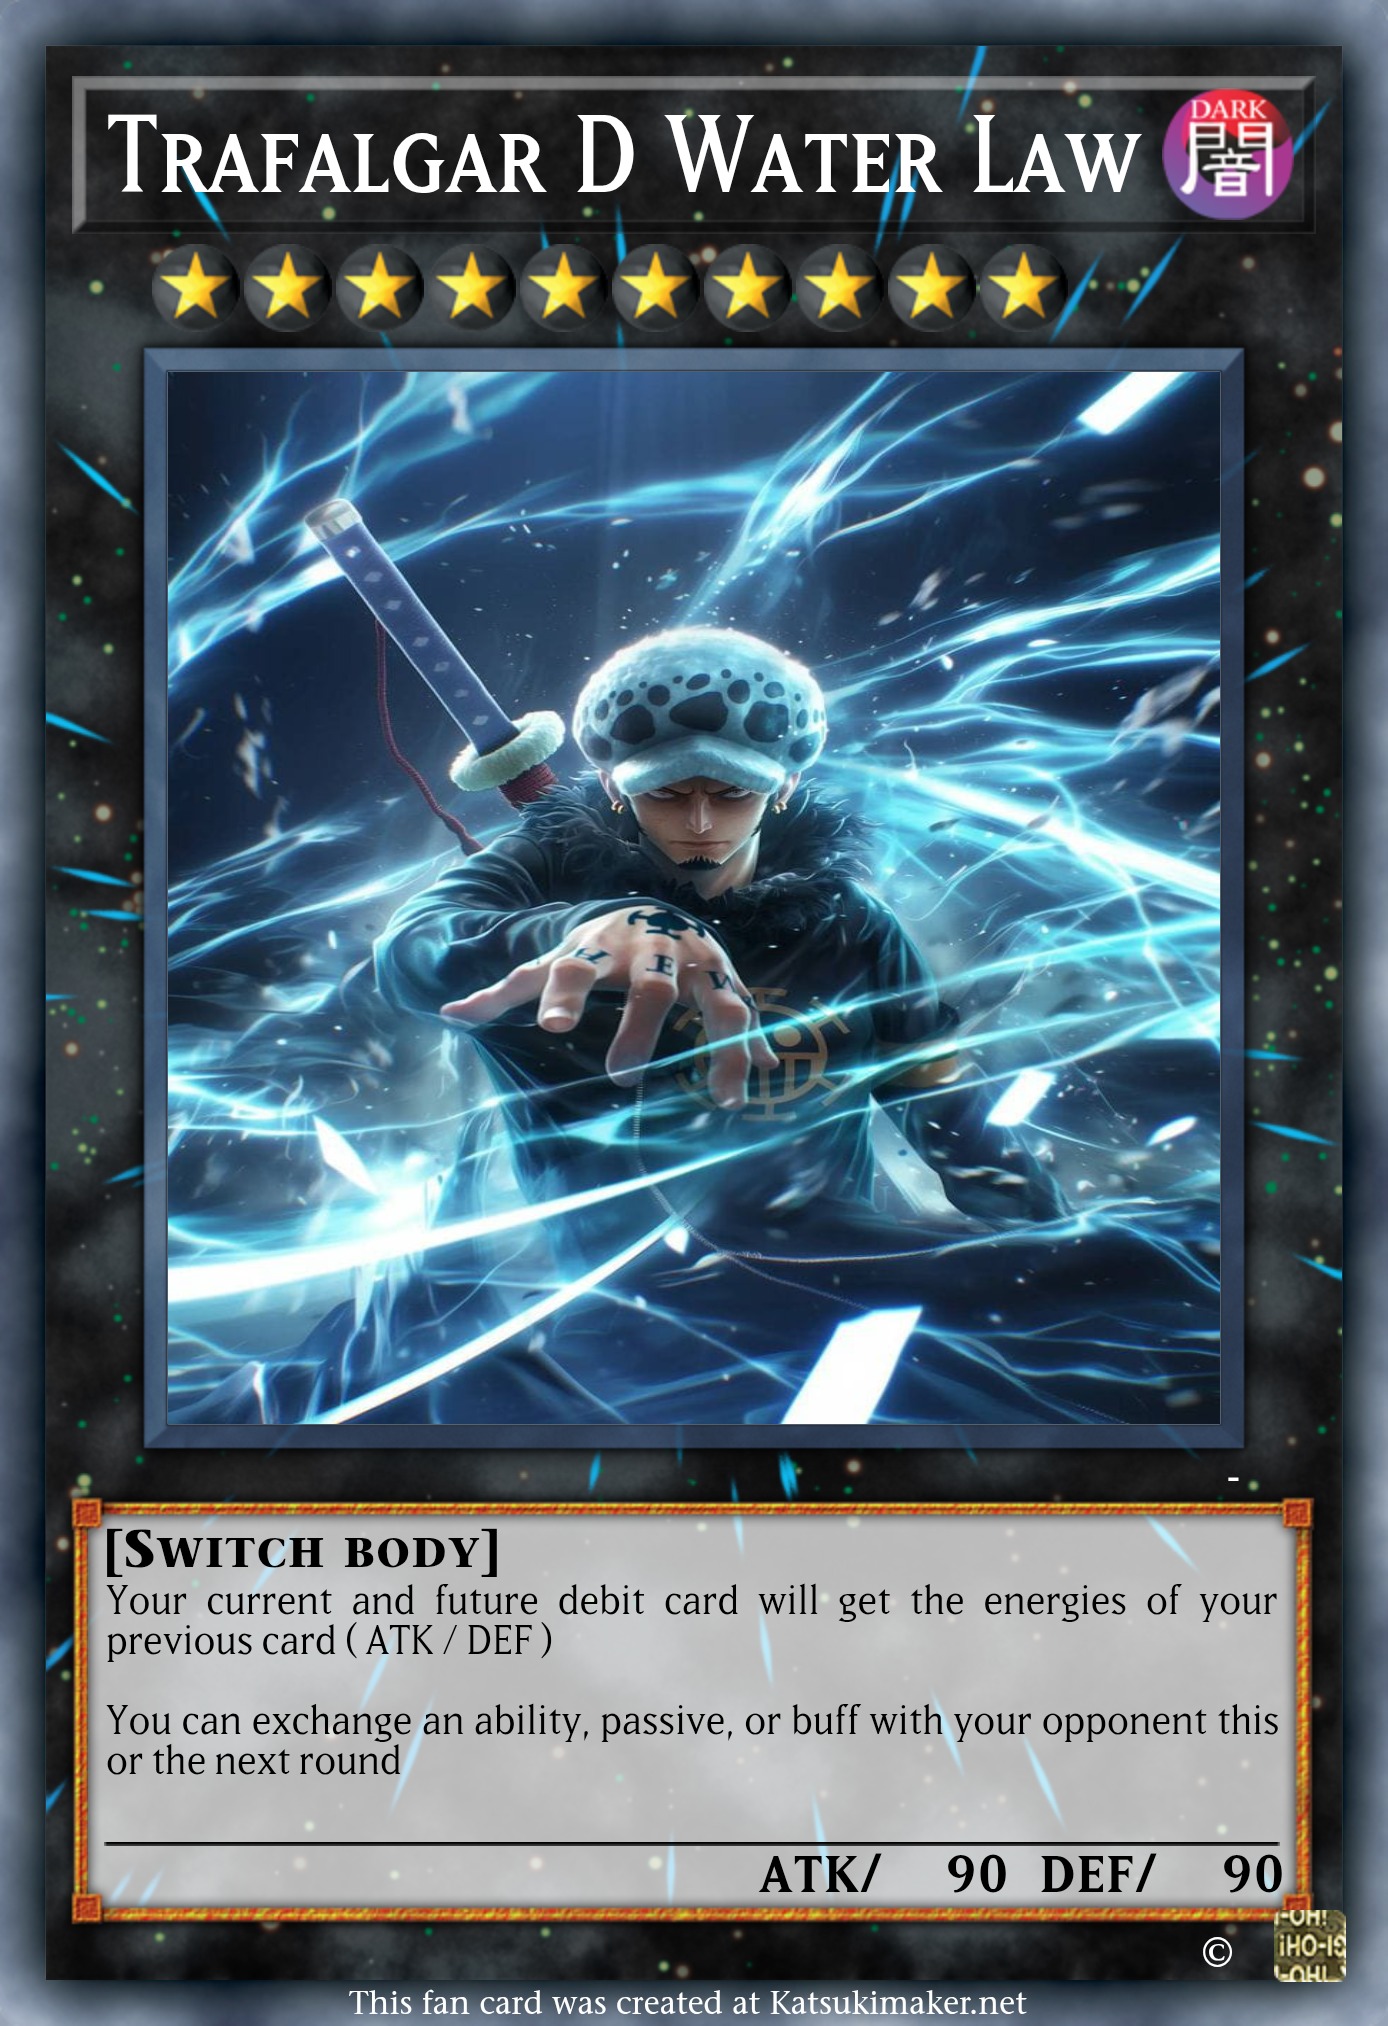 Trafalgar D Water Law
DARK
闇
[Switch body]
Your current and future debit card will get the energies of your
previous card ( ATK / DEF )
You can exchange an ability, passive, or buff with your opponent this
or the next round
ATK/ 90 DEF/ 90
©
This fan card was created at Katsukimaker.net